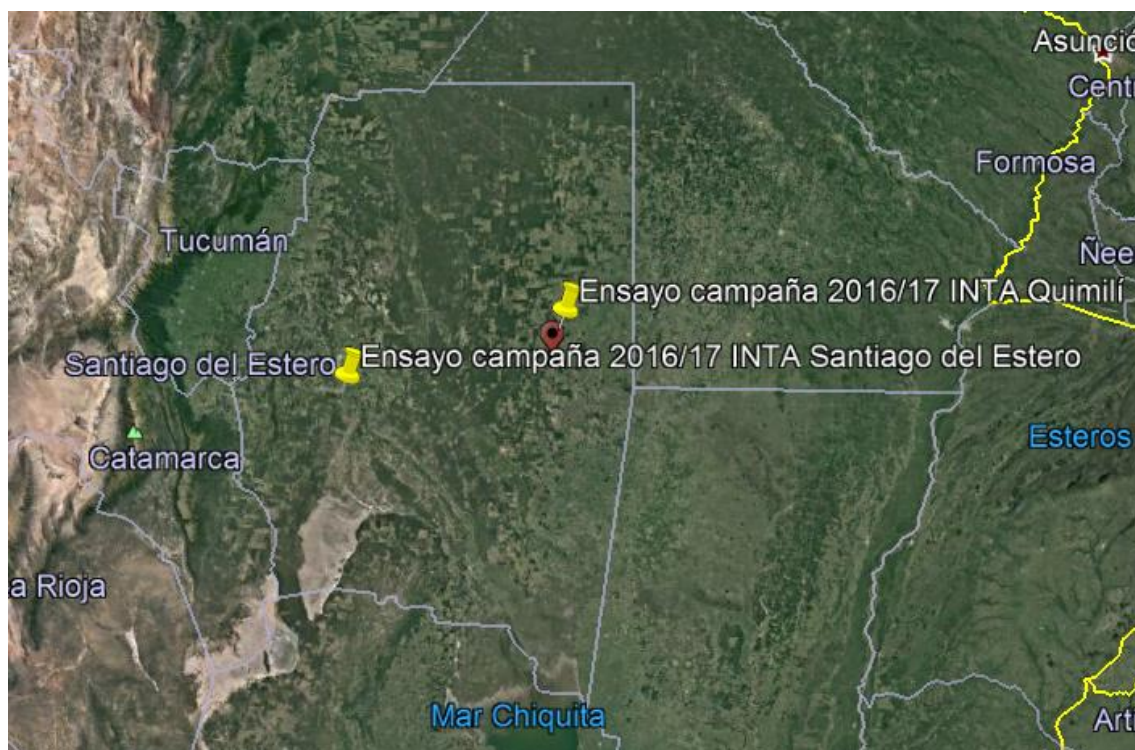 Asunció
Centr
Formosa
Tucumán
Ñee
Ensayo campaña 2016/17 INTA Quimilí
Santiago del Estero
Ensayo campaña 2016/17 INTA Santiago del Estero
Esteros
Catamarca
a Rioja
Mar Chiquita
Art